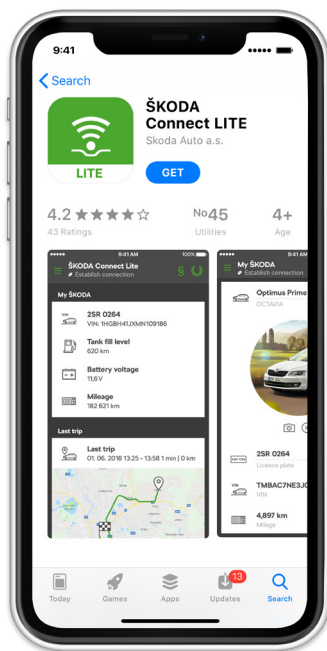 9:41
Search
LITE
ŠKODA
Connect LITE
Skoda Auto a.s.
GET
4.2
No45
4+
43 Ratings
Utilities
Age
9:41 AM
100%
ŠKODA Connect Lite
Establish connection
My ŠKODA
VIN
2SR 0264
VIN: 1HGBH41JXMN109186
Tank fill level
620 km
Battery voltage
11,6 V
Mileage
182 621 km
Last trip
Last trip
01. 06. 2018 13:25 - 13:58 1 min | 0 km
9:41 AM
My ŠKODA
Establish connection
Optimus Prime
OCTAVIA
2SR 0264
Licence plate
VIN
TMBAC7NE3J
VIN
4,897 km
Milage
Today
Games
Apps
13
Updates
Search